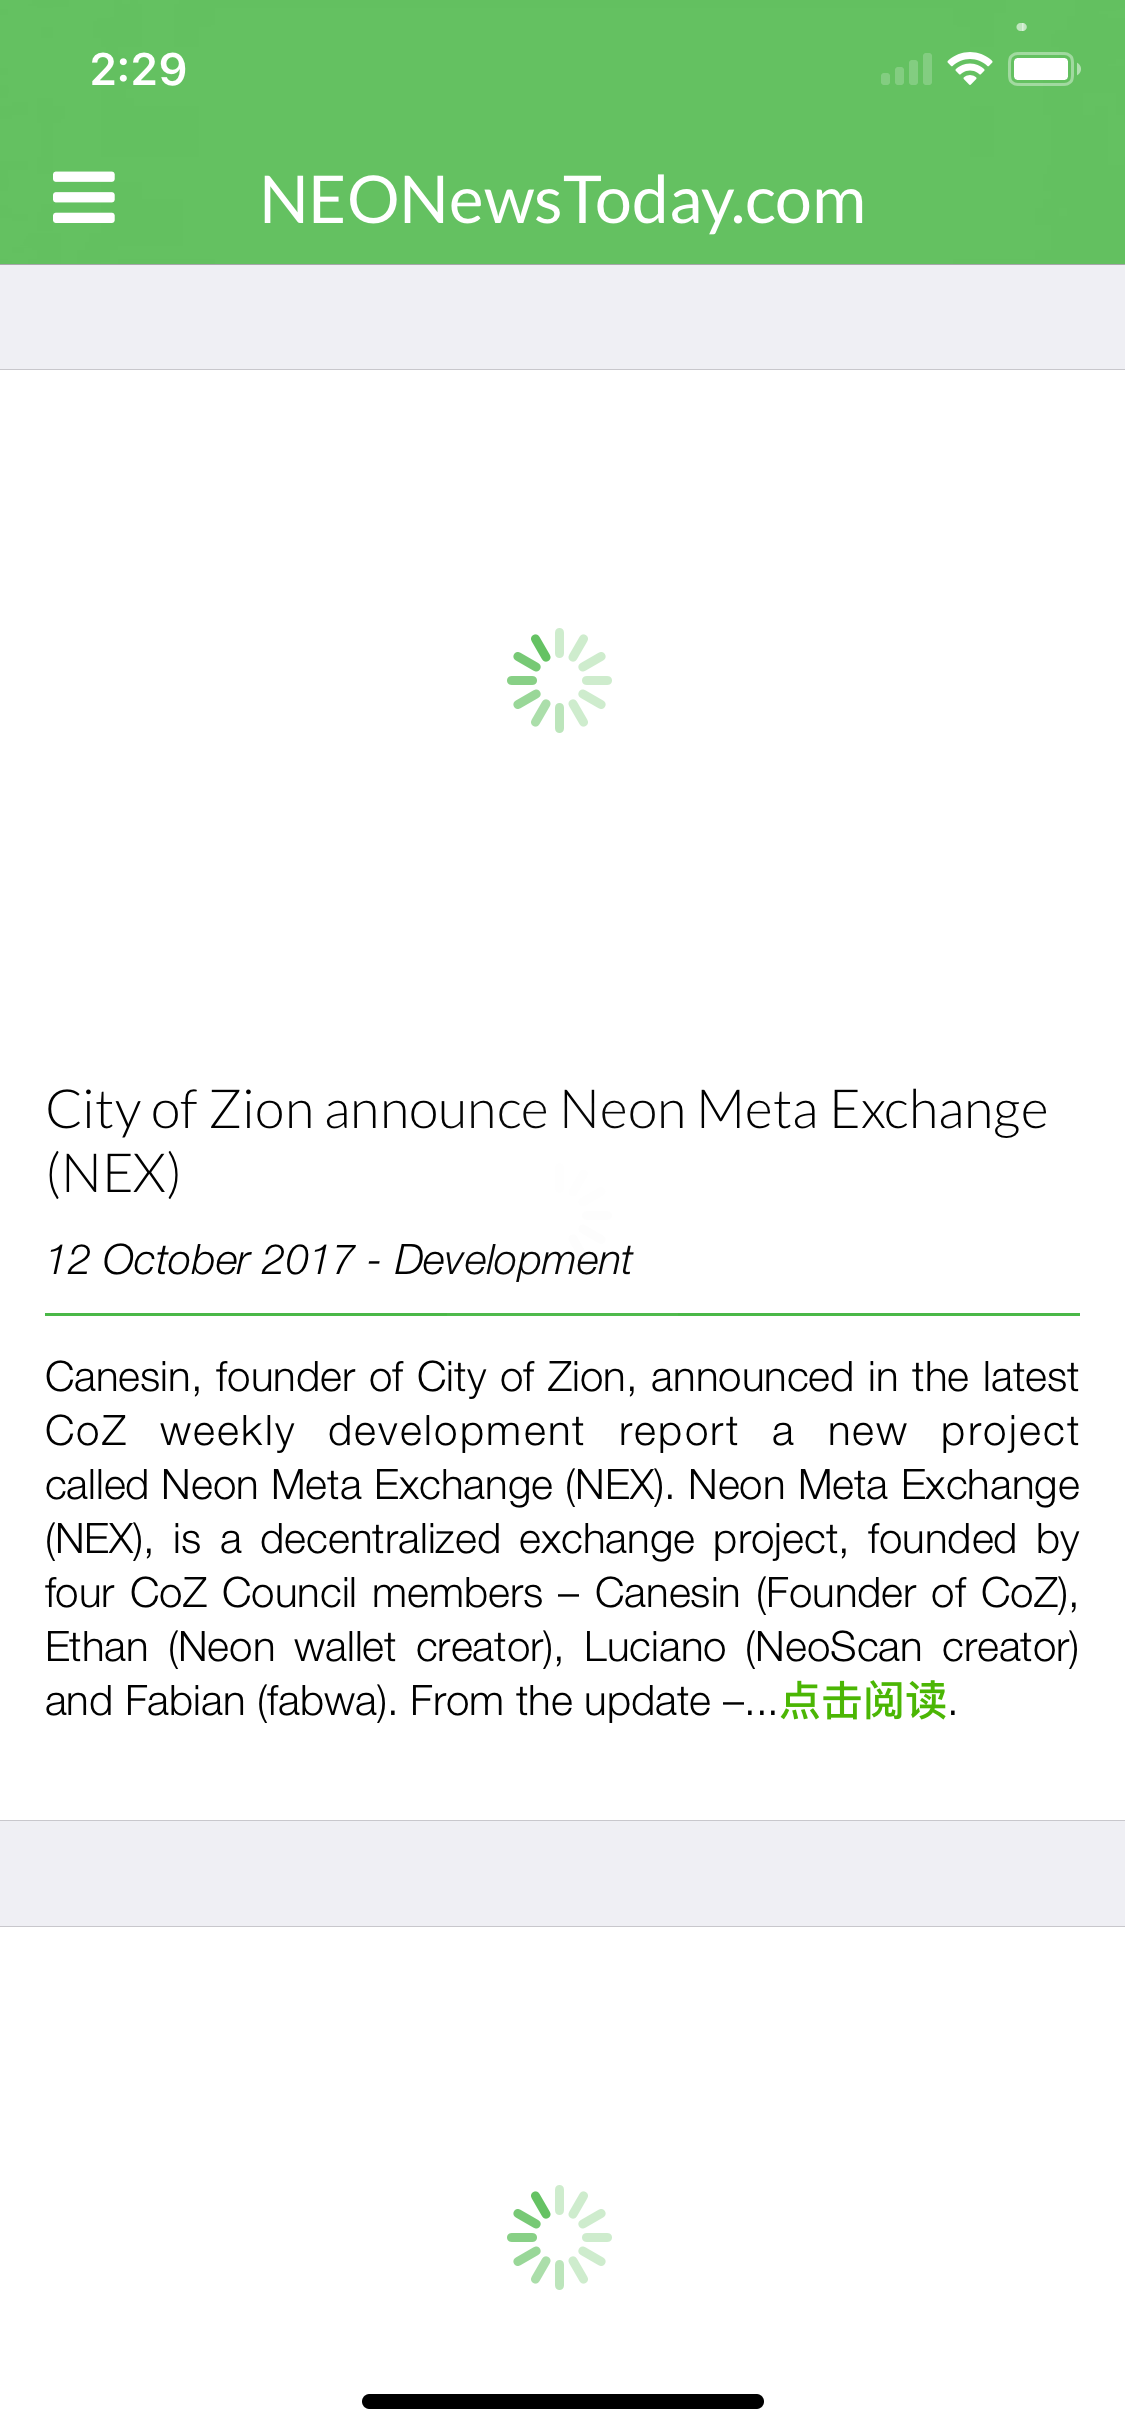 2:29
NEONewsToday.com
City of Zion announce Neon Meta Exchange
(NEX)
12 October 2017 - Development
Canesin, founder of City of Zion, announced in the latest
CoZ weekly development report a new project
called Neon Meta Exchange (NEX). Neon Meta Exchange
(NEX), is a decentralized exchange project, founded by
four CoZ Council members – Canesin (Founder of CoZ),
Ethan (Neon wallet creator), Luciano (NeoScan creator)
and Fabian (fabwa). From the update –...点击阅读.